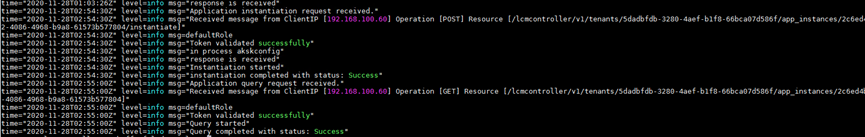 time="2020-11-28T01:03:26Z" level=info msg="response is received"
time="2020-11-28T02:54:30Z" level=info msg="Application instantiation request received."
time="2020-11-28T02:54:30Z" level=info msg="Received message from ClientIP [192.168.100.60] Operation [POST] Resource [/lcmcontroller/v1/tenants/5dadbfdb-3280-4aef-b1f8-66bca07d586f/app_instances/2c6ed4
2-4086-4968-b9a8-61573b577804/instantiate]"
time="2020-11-28T02:54:30Z" level=info msg=defaultRole
time="2020-11-28T02:54:30Z" level=info msg="Token validated successfully"
time="2020-11-28T02:54:30Z" level=info msg="in process akskconfig"
time="2020-11-28T02:54:30Z" level=info msg="response is received"
time="2020-11-28T02:54:30Z" level=info msg="Instantiation started"
time="2020-11-28T02:54:30Z" level=info msg="instantiation completed with status: Success"
time="2020-11-28T02:55:00Z" level=info msg="Application query request received."
time="2020-11-28T02:55:00Z" level=info msg="Received message from ClientIP [192.168.100.60] Operation [GET] Resource [/lcmcontroller/v1/tenants/5dadbfdb-3280-4aef-b1f8-66bca07d586f/app_instances/2c6ed4b
-4086-4968-b9a8-61573b577804]"
time="2020-11-28T02:55:00Z" level=info msg=defaultRole
time="2020-11-28T02:55:00Z" level=info msg="Token validated successfully"
time="2020-11-28T02:55:00Z" level=info msg="Query started"
time="2020-11-28T02:55:00Z" level=info msg="Query completed with status: Success"